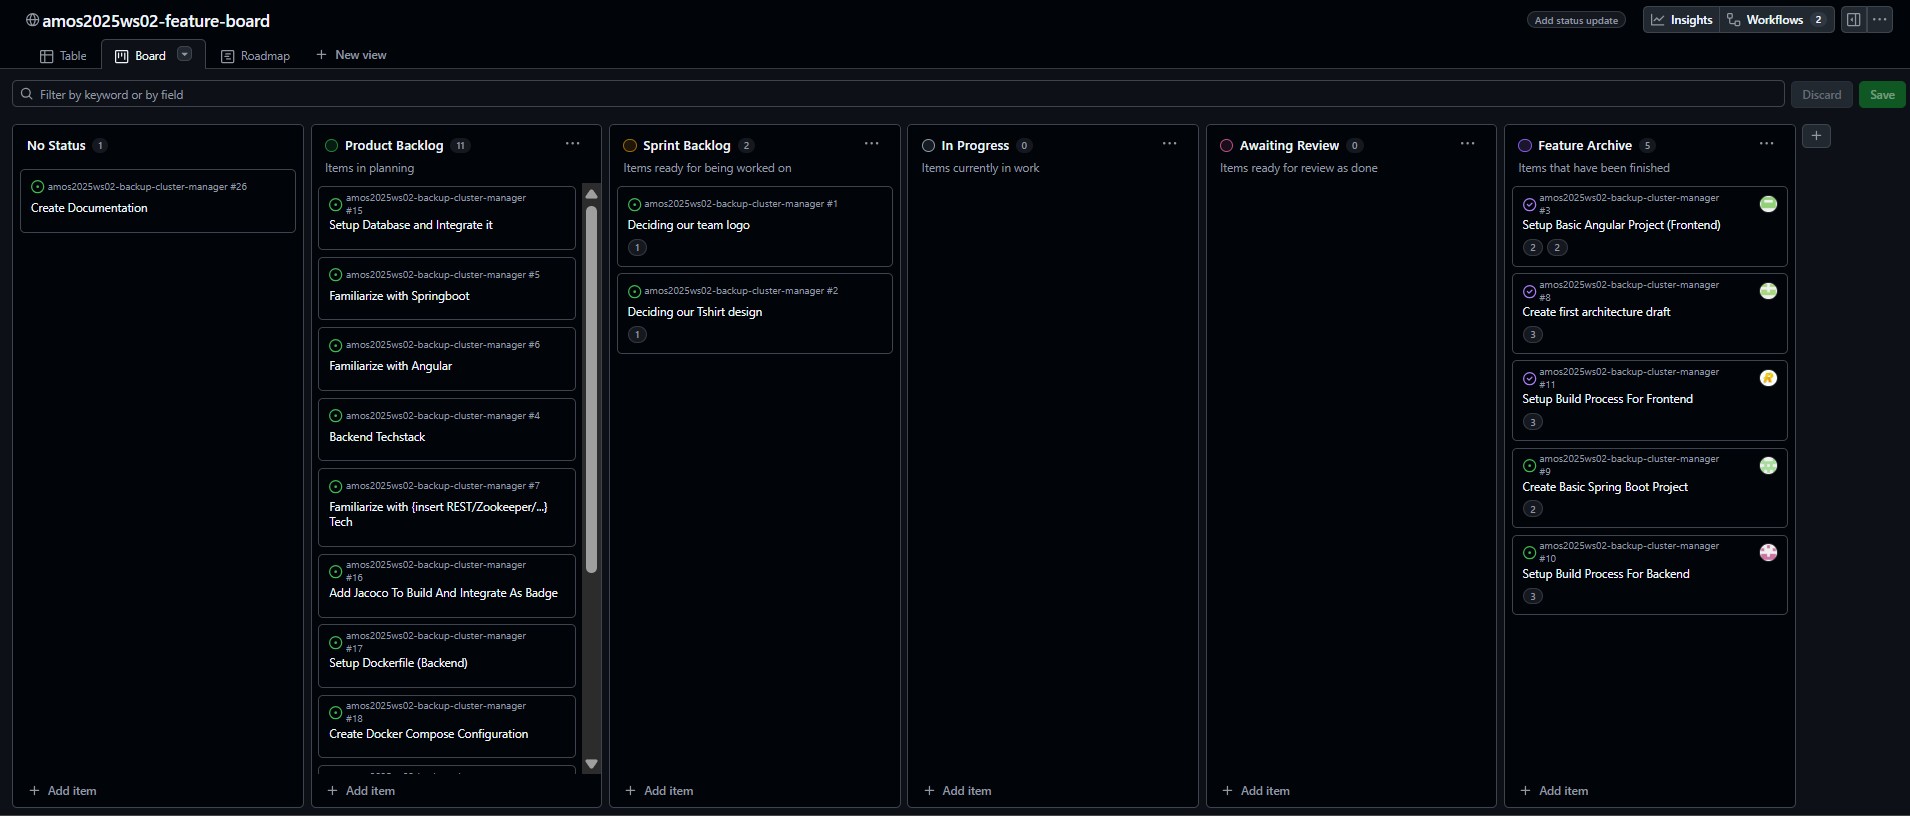 amos2025ws02-feature-board
Add status update
Insights
Workflows 2
Table
Board
Roadmap
New view
Filter by keyword or by field
Discard
Save
No Status 1
amos2025ws02-backup-cluster-manager #26
Create Documentation
Add item
Product Backlog 11
Items in planning
amos2025ws02-backup-cluster-manager
#15
Setup Database and Integrate it
amos2025ws02-backup-cluster-manager #5
Familiarize with Springboot
amos2025ws02-backup-cluster-manager #6
Familiarize with Angular
amos2025ws02-backup-cluster-manager #4
Backend Techstack
amos2025ws02-backup-cluster-manager #7
Familiarize with {insert REST/Zookeeper/...}
Tech
amos2025ws02-backup-cluster-manager
#16
Add Jacoco To Build And Integrate As Badge
amos2025ws02-backup-cluster-manager
#17
Setup Dockerfile (Backend)
amos2025ws02-backup-cluster-manager
#18
Create Docker Compose Configuration
Add item
Sprint Backlog 2
Items ready for being worked on
amos2025ws02-backup-cluster-manager #1
Deciding our team logo
1
amos2025ws02-backup-cluster-manager #2
Deciding our Tshirt design
1
Add item
In Progress 0
Items currently in work
Add item
Awaiting Review 0
Items ready for review as done
Add item
Feature Archive 5
Items that have been finished
amos2025ws02-backup-cluster-manager
#3
Setup Basic Angular Project (Frontend)
2 2
amos2025ws02-backup-cluster-manager
#8
Create first architecture draft
3
amos2025ws02-backup-cluster-manager
#11
Setup Build Process For Frontend
3
amos2025ws02-backup-cluster-manager
#9
Create Basic Spring Boot Project
2
amos2025ws02-backup-cluster-manager
#10
Setup Build Process For Backend
3
Add item